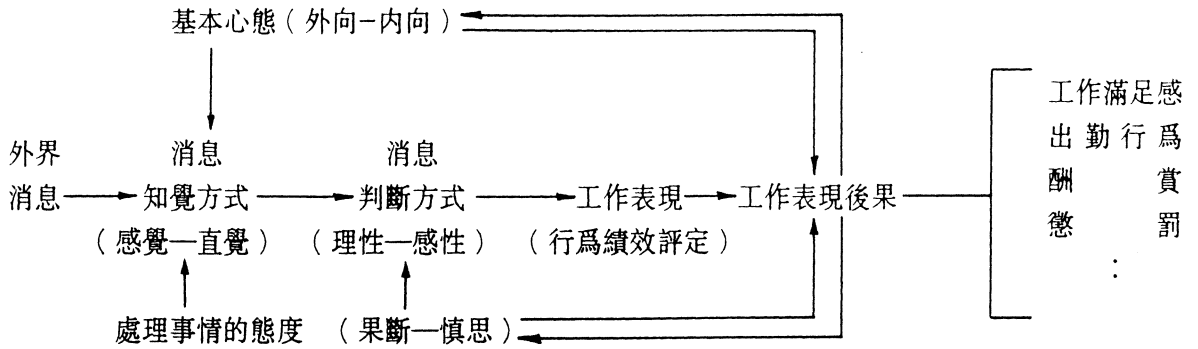 基本心態(外向−内向)
外界
消息
消息
知覺方式
(感覺—直覺)
消息
判斷方式
(理性—感性)
工作表現
(行爲績效評定)
工作表現後果
工作滿足感
出勤行爲
酬賞
懲罰
:
處理事情的態度 (果斷—慎思)